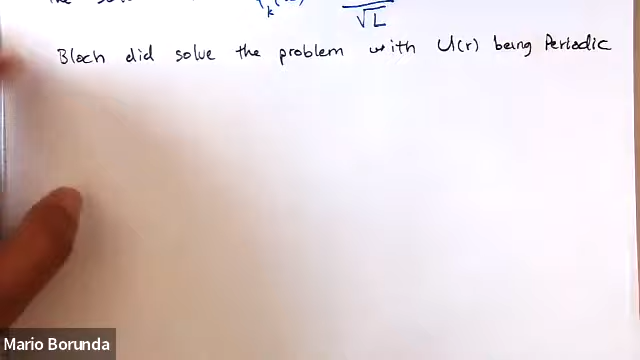 √L
Bloch did solve the problem with U(r) being Periodic
Mario Borunda